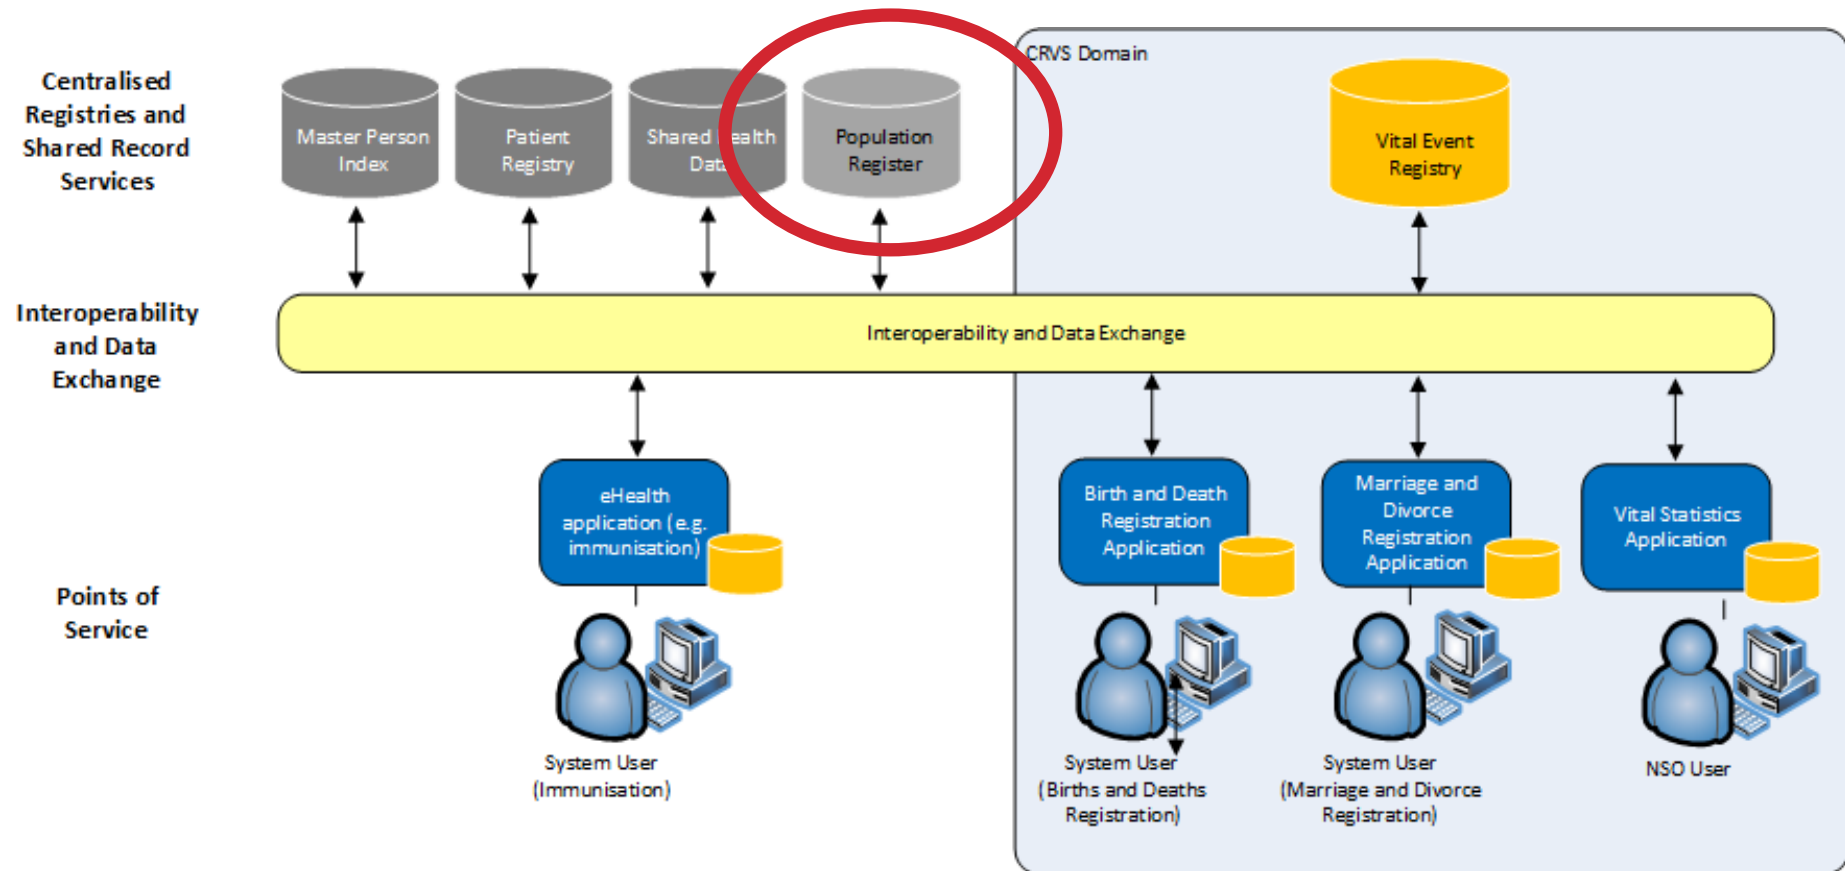 Centralised
Registries and
Shared Record
Services
Master Person
Index
Patient
Registry
Shared Health
Data
Population
Register
CRVS Domain
Vital Event
Registry
Interoperability
and Data
Exchange
Interoperability and Data Exchange
Points of
Service
eHealth
application (e.g.
immunisation)
Birth and Death
Registration
Application
Marriage and
Divorce
Registration
Application
Vital Statistics
Application
System User
(Immunisation)
System User
(Births and Deaths
Registration)
System User
(Marriage and Divorce
Registration)
NSO User